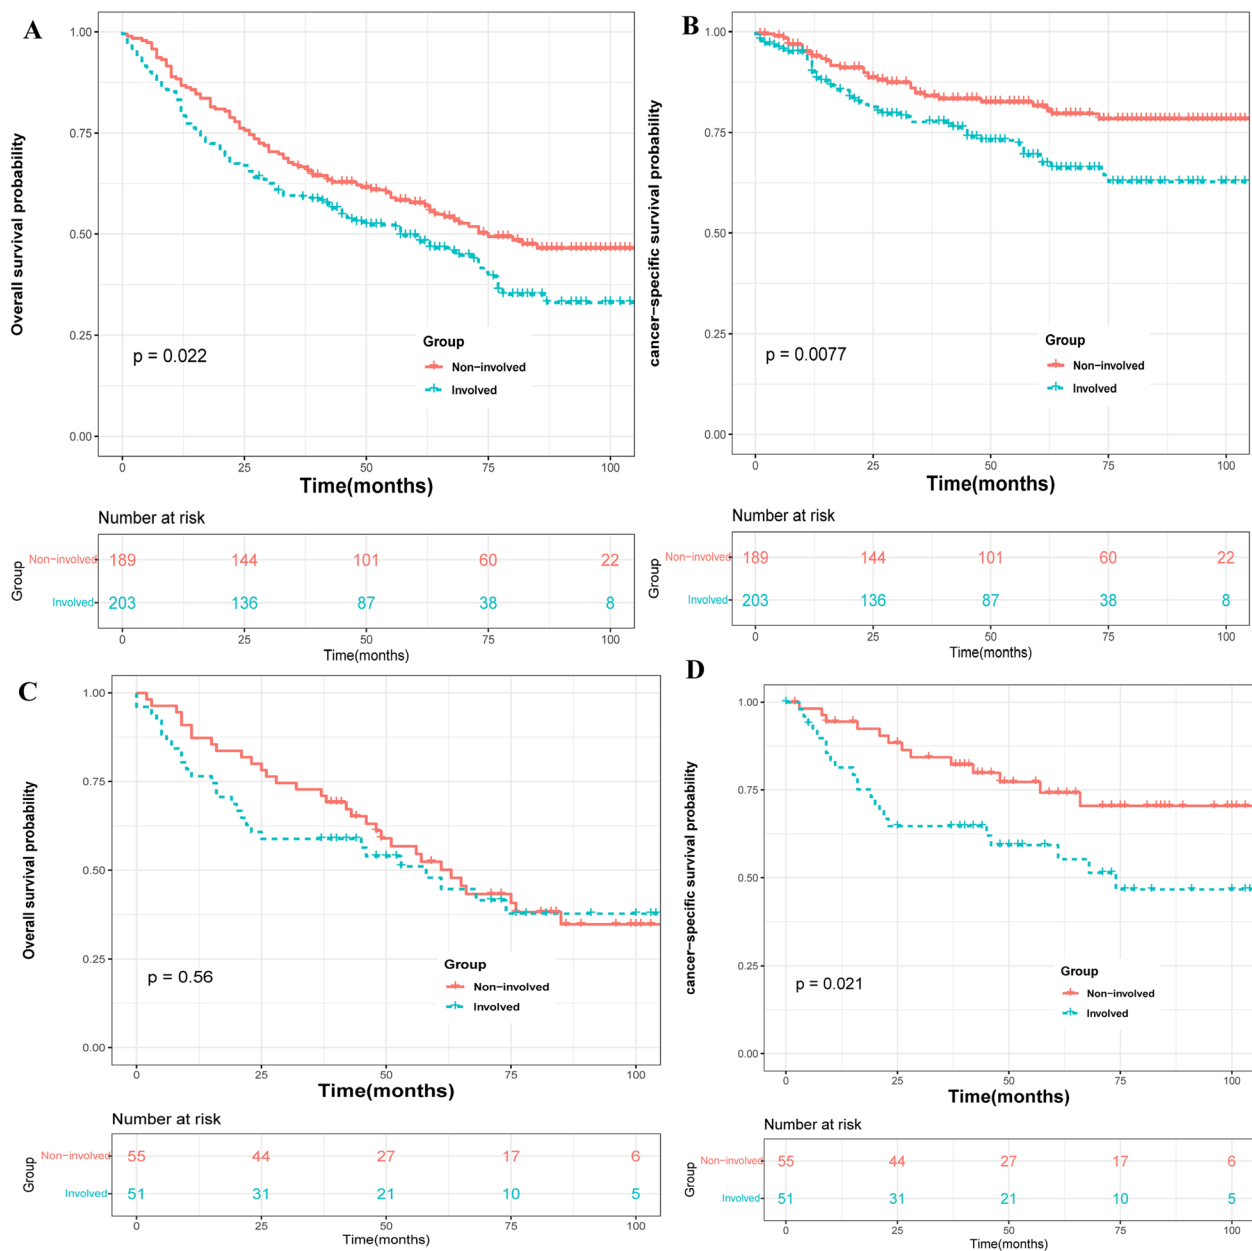 A
1.00
0.75
0.50
0.25
0.00
Overall survival probability
p = 0.022
Group
Non-involved
Involved
0 25 50 75 100
Time(months)
Number at risk
Group
Non-involved 189 144 101 60 22
Involved 203 136 87 38 8
0 25 50 75 100
Time(months)
B
1.00
0.75
0.50
0.25
0.00
cancer-specific survival probability
p = 0.0077
Group
Non-involved
Involved
0 25 50 75 100
Time(months)
Number at risk
Group
Non-involved 189 144 101 60 22
Involved 203 136 87 38 8
0 25 50 75 100
Time(months)
C
1.00
0.75
0.50
0.25
0.00
Overall survival probability
p = 0.56
Group
Non-involved
Involved
0 25 50 75 100
Time(months)
Number at risk
Group
Non-involved 55 44 27 17 6
Involved 51 31 21 10 5
0 25 50 75 100
Time(months)
D
1.00
0.75
0.50
0.25
0.00
cancer-specific survival probability
p = 0.021
Group
Non-involved
Involved
0 25 50 75 100
Time(months)
Number at risk
Group
Non-involved 55 44 27 17 6
Involved 51 31 21 10 5
0 25 50 75 100
Time(months)